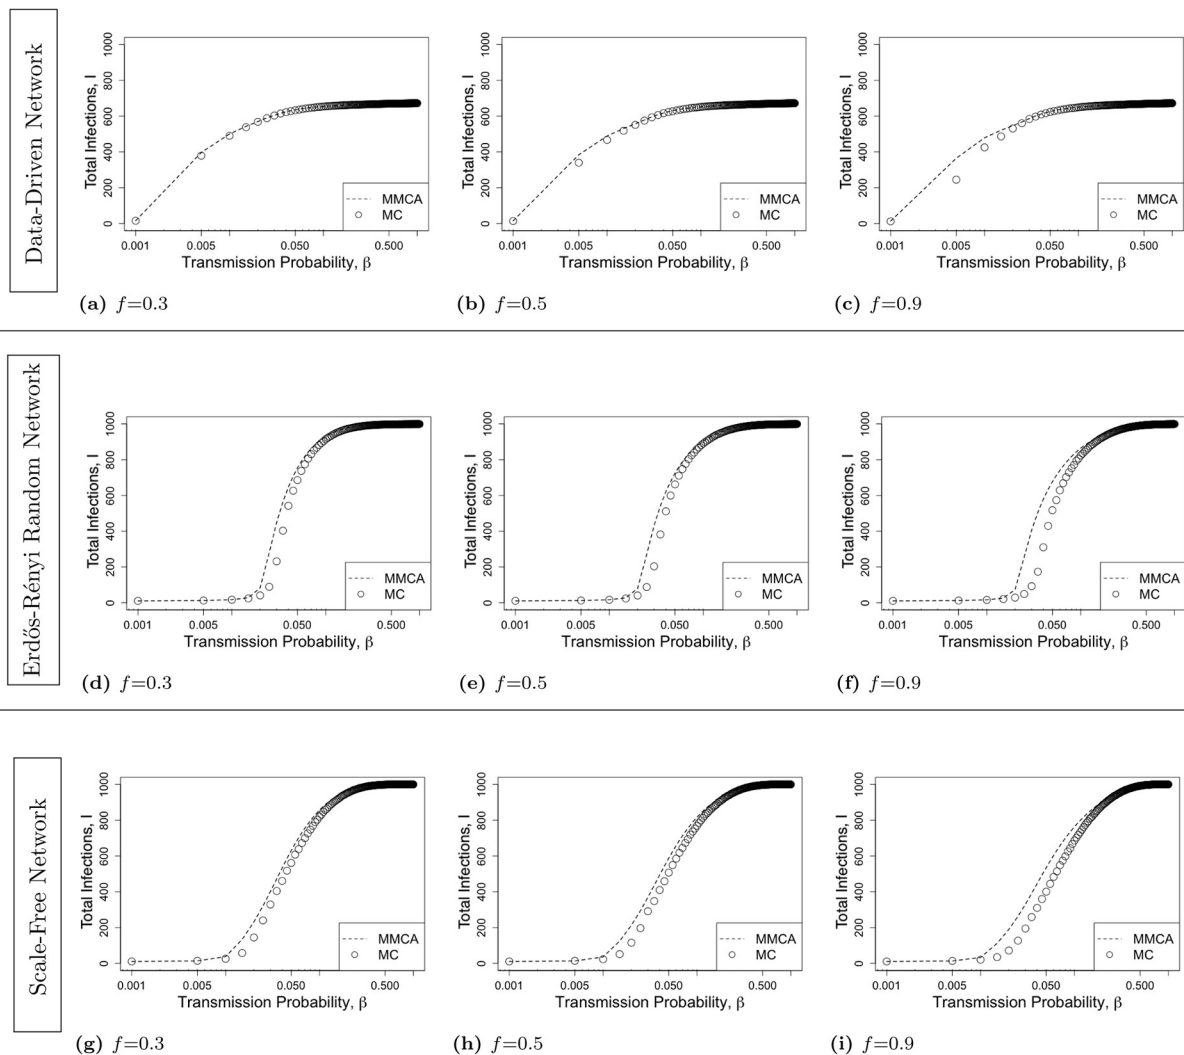 Data-Driven Network
Total Infections, I
0 200 400 600 800 1000
0.001 0.005 0.050 0.500
Transmission Probability, β
MMCA
MC
(a) f=0.3
Total Infections, I
0 200 400 600 800 1000
0.001 0.005 0.050 0.500
Transmission Probability, β
MMCA
MC
(b) f=0.5
Total Infections, I
0 200 400 600 800 1000
0.001 0.005 0.050 0.500
Transmission Probability, β
MMCA
MC
(c) f=0.9
Erdős-Rényi Random Network
Total Infections, I
0 200 400 600 800 1000
0.001 0.005 0.050 0.500
Transmission Probability, β
MMCA
MC
(d) f=0.3
Total Infections, I
0 200 400 600 800 1000
0.001 0.005 0.050 0.500
Transmission Probability, β
MMCA
MC
(e) f=0.5
Total Infections, I
0 200 400 600 800 1000
0.001 0.005 0.050 0.500
Transmission Probability, β
MMCA
MC
(f) f=0.9
Scale-Free Network
Total Infections, I
0 200 400 600 800 1000
0.001 0.005 0.050 0.500
Transmission Probability, β
MMCA
MC
(g) f=0.3
Total Infections, I
0 200 400 600 800 1000
0.001 0.005 0.050 0.500
Transmission Probability, β
MMCA
MC
(h) f=0.5
Total Infections, I
0 200 400 600 800 1000
0.001 0.005 0.050 0.500
Transmission Probability, β
MMCA
MC
(i) f=0.9